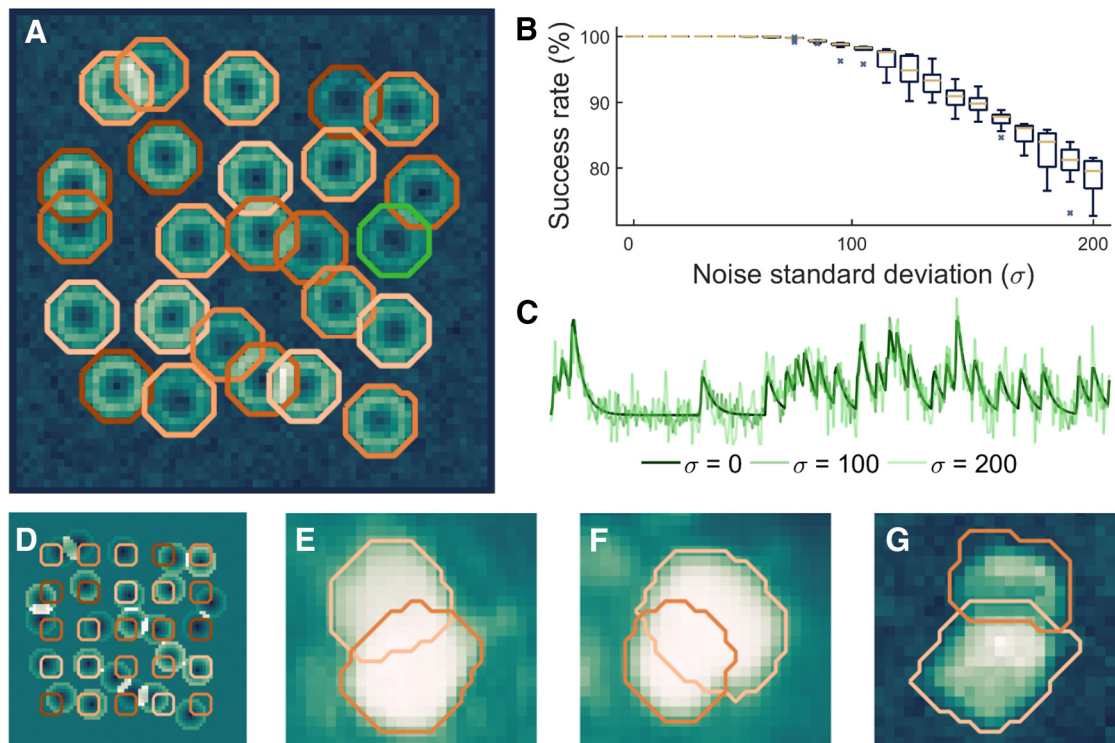 A
B
Success rate (%)
100
90
80
0
100
200
Noise standard deviation (σ)
C
σ = 0
σ = 100
σ = 200
D
E
F
G